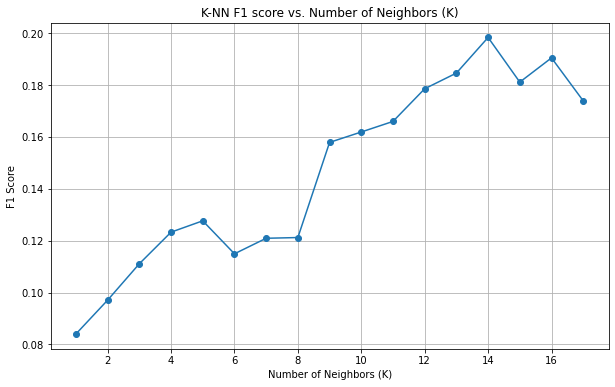 K-NN F1 score vs. Number of Neighbors (K)
0.20
0.18
0.16
0.14
0.12
0.10
0.08
F1 Score
2 4 6 8 10 12 14 16
Number of Neighbors (K)